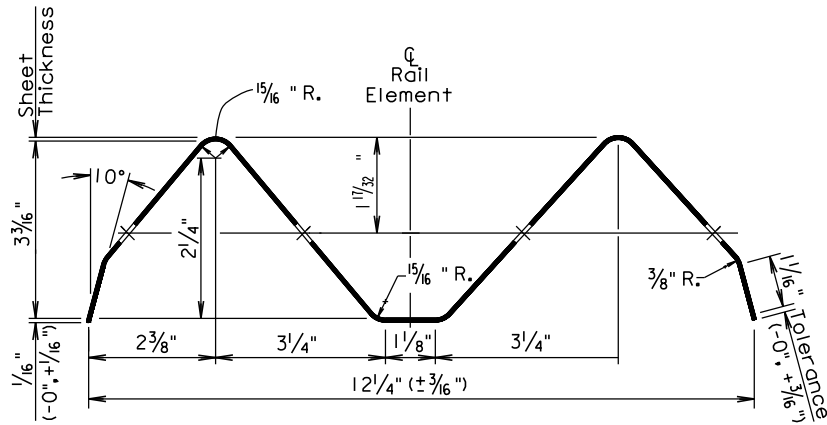 Sheet
Thickness
℄
Rail
Element
15/16 " R.
10°
3 3/16"
2 1/4"
1 17/32 "
15/16 " R.
3/8" R.
1 1/16 " Tolerance
(-0", +3/16")
1/16"
(-0", +1/16")
2 3/8"
3 1/4"
1 1/8"
3 1/4"
12 1/4" (± 3/16")